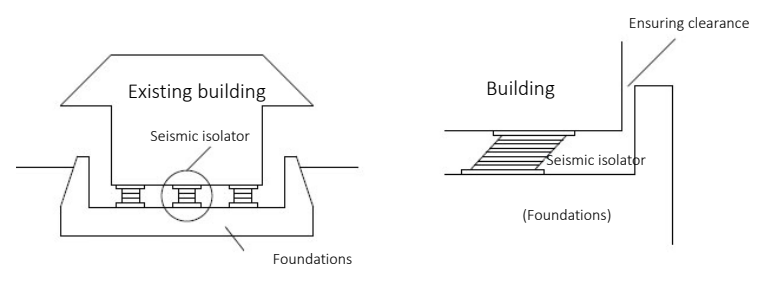 Existing building
Seismic isolator
Foundations
Ensuring clearance
Building
Seismic isolator
(Foundations)